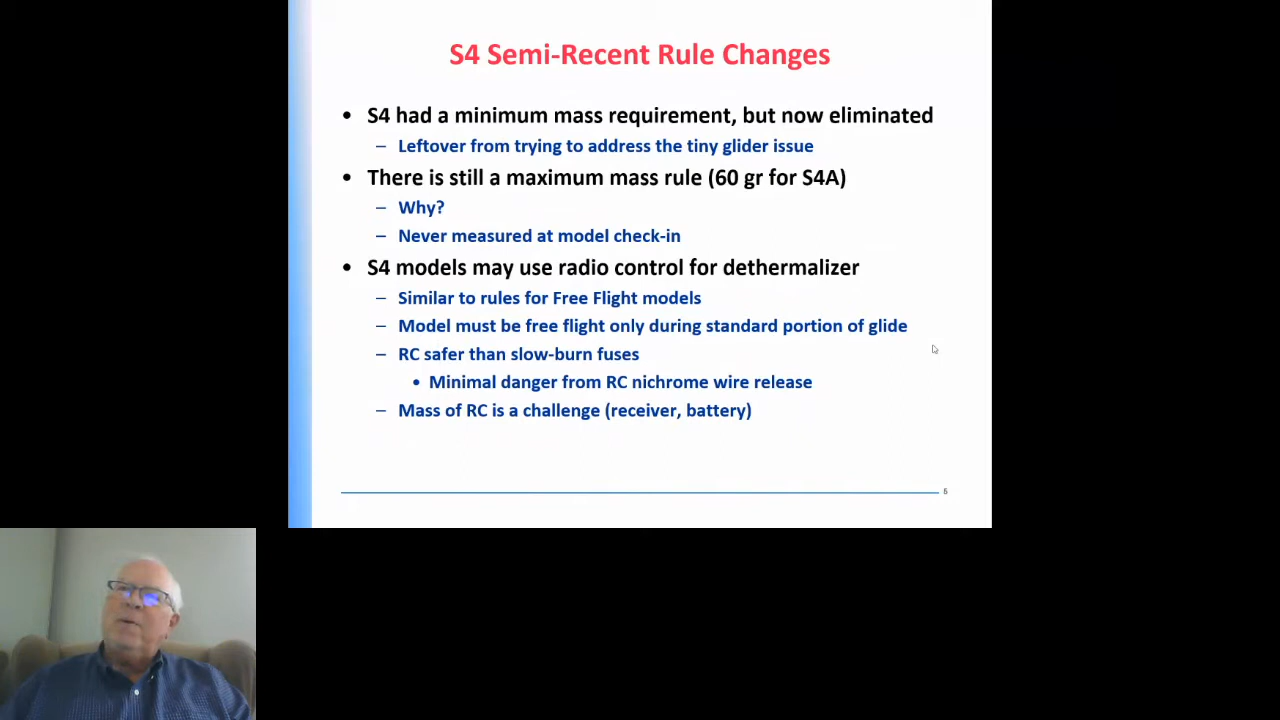 S4 Semi-Recent Rule Changes
• S4 had a minimum mass requirement, but now eliminated
– Leftover from trying to address the tiny glider issue
• There is still a maximum mass rule (60 gr for S4A)
– Why?
– Never measured at model check-in
• S4 models may use radio control for dethermalizer
– Similar to rules for Free Flight models
– Model must be free flight only during standard portion of glide
– RC safer than slow-burn fuses
• Minimal danger from RC nichrome wire release
– Mass of RC is a challenge (receiver, battery)